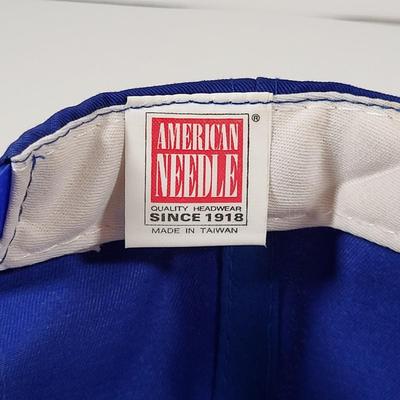 AMERICAN
NEEDLE®
QUALITY HEADWEAR
SINCE 1918
MADE IN TAIWAN